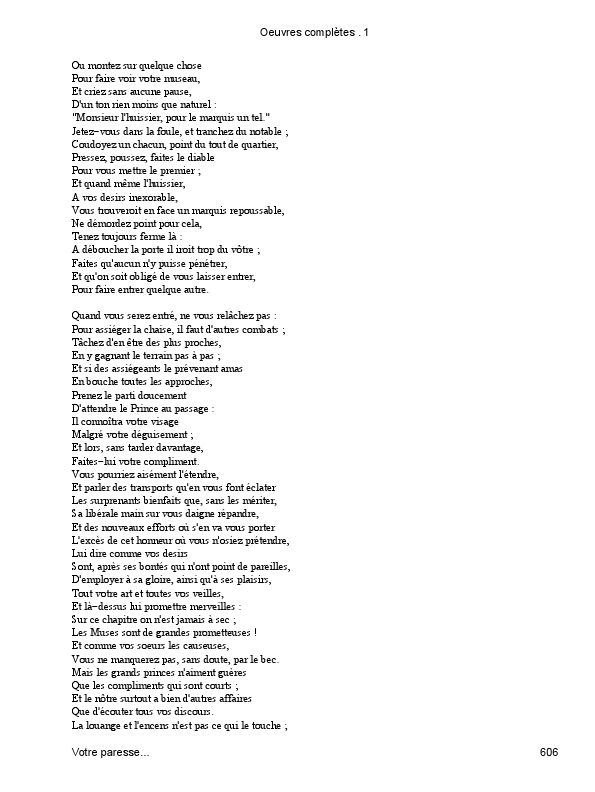 Oeuvres complètes . 1
Ou montez sur quelque chose
Pour faire voir votre museau,
Et criez sans aucune pause,
D'un ton rien moins que naturel :
"Monsieur l'huissier, pour le marquis un tel."
Jetez-vous dans la foule, et tranchez du notable ;
Coudoyez un chacun, point du tout de quartier,
Pressez, poussez, faites le diable
Pour vous mettre le premier ;
Et quand même l'huissier,
A vos desirs inexorable,
Vous trouveroit en face un marquis repoussable,
Ne démordez point pour cela,
Tenez toujours ferme là :
A déboucher la porte il iroit trop du vôtre ;
Faites qu'aucun n'y puisse pénétrer,
Et qu'on soit obligé de vous laisser entrer,
Pour faire entrer quelque autre.
Quand vous serez entré, ne vous relâchez pas :
Pour assiéger la chaise, il faut d'autres combats ;
Tâchez d'en être des plus proches,
En y gagnant le terrain pas à pas ;
Et si des assiégeants le prévenant amas
En bouche toutes les approches,
Prenez le parti doucement
D'attendre le Prince au passage :
Il connoîtra votre visage
Malgré votre déguisement ;
Et lors, sans tarder davantage,
Faites-lui votre compliment.
Vous pourriez aisément l'étendre,
Et parler des transports qu'en vous font éclater
Les surprenants bienfaits que, sans les mériter,
Sa libérale main sur vous daigne répandre,
Et des nouveaux efforts où s'en va vous porter
L'excès de cet honneur où vous n'osiez prétendre,
Lui dire comme vos desirs
Sont, après ses bontés qui n'ont point de pareilles,
D'employer à sa gloire, ainsi qu'à ses plaisirs,
Tout votre art et toutes vos veilles,
Et là-dessus lui promettre merveilles :
Sur ce chapitre on n'est jamais à sec ;
Les Muses sont de grandes prometteuses !
Et comme vos soeurs les causeuses,
Vous ne manquerez pas, sans doute, par le bec.
Mais les grands princes n'aiment guères
Que les compliments qui sont courts ;
Et le nôtre surtout a bien d'autres affaires
Que d'écouter tous vos discours.
La louange et l'encens n'est pas ce qui le touche ;
Votre paresse... 606